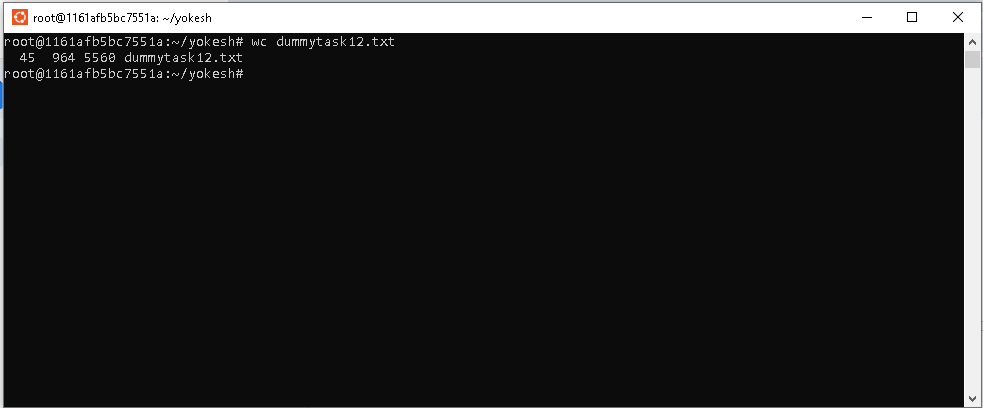 root@1161afb5bc7551a: ~/yokesh
root@1161afb5bc7551a:~/yokesh# wc dummytask12.txt
  45  964 5560 dummytask12.txt
root@1161afb5bc7551a:~/yokesh#